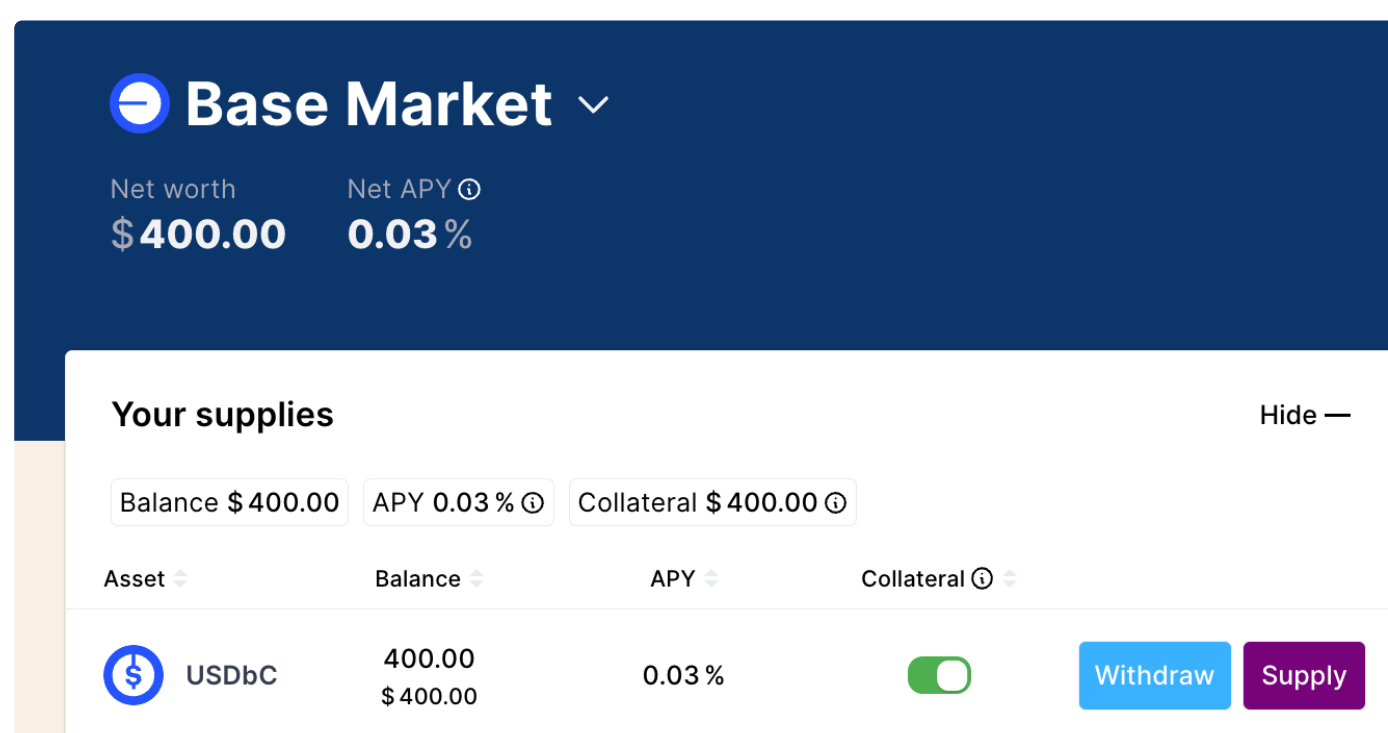 Base Market
Net worth Net APY
$400.00 0.03%
Your supplies Hide
Balance $400.00 APY 0.03% Collateral $400.00
Asset Balance APY Collateral
USDbC 400.00 0.03% Withdraw Supply
$400.00